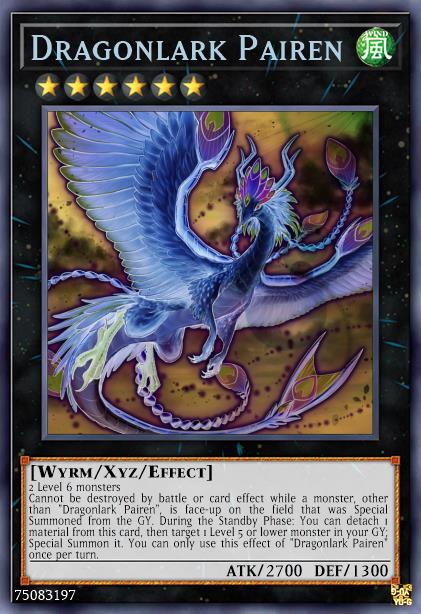 Dragonlark Pairen
WIND
風
[Wyrm/Xyz/Effect]
2 Level 6 monsters
Cannot be destroyed by battle or card effect while a monster, other
than "Dragonlark Pairen", is face-up on the field that was Special
Summoned from the GY. During the Standby Phase: You can detach 1
material from this card, then target 1 Level 5 or lower monster in your GY;
Special Summon it. You can only use this effect of "Dragonlark Pairen"
once per turn.
ATK/2700 DEF/1300
75083197